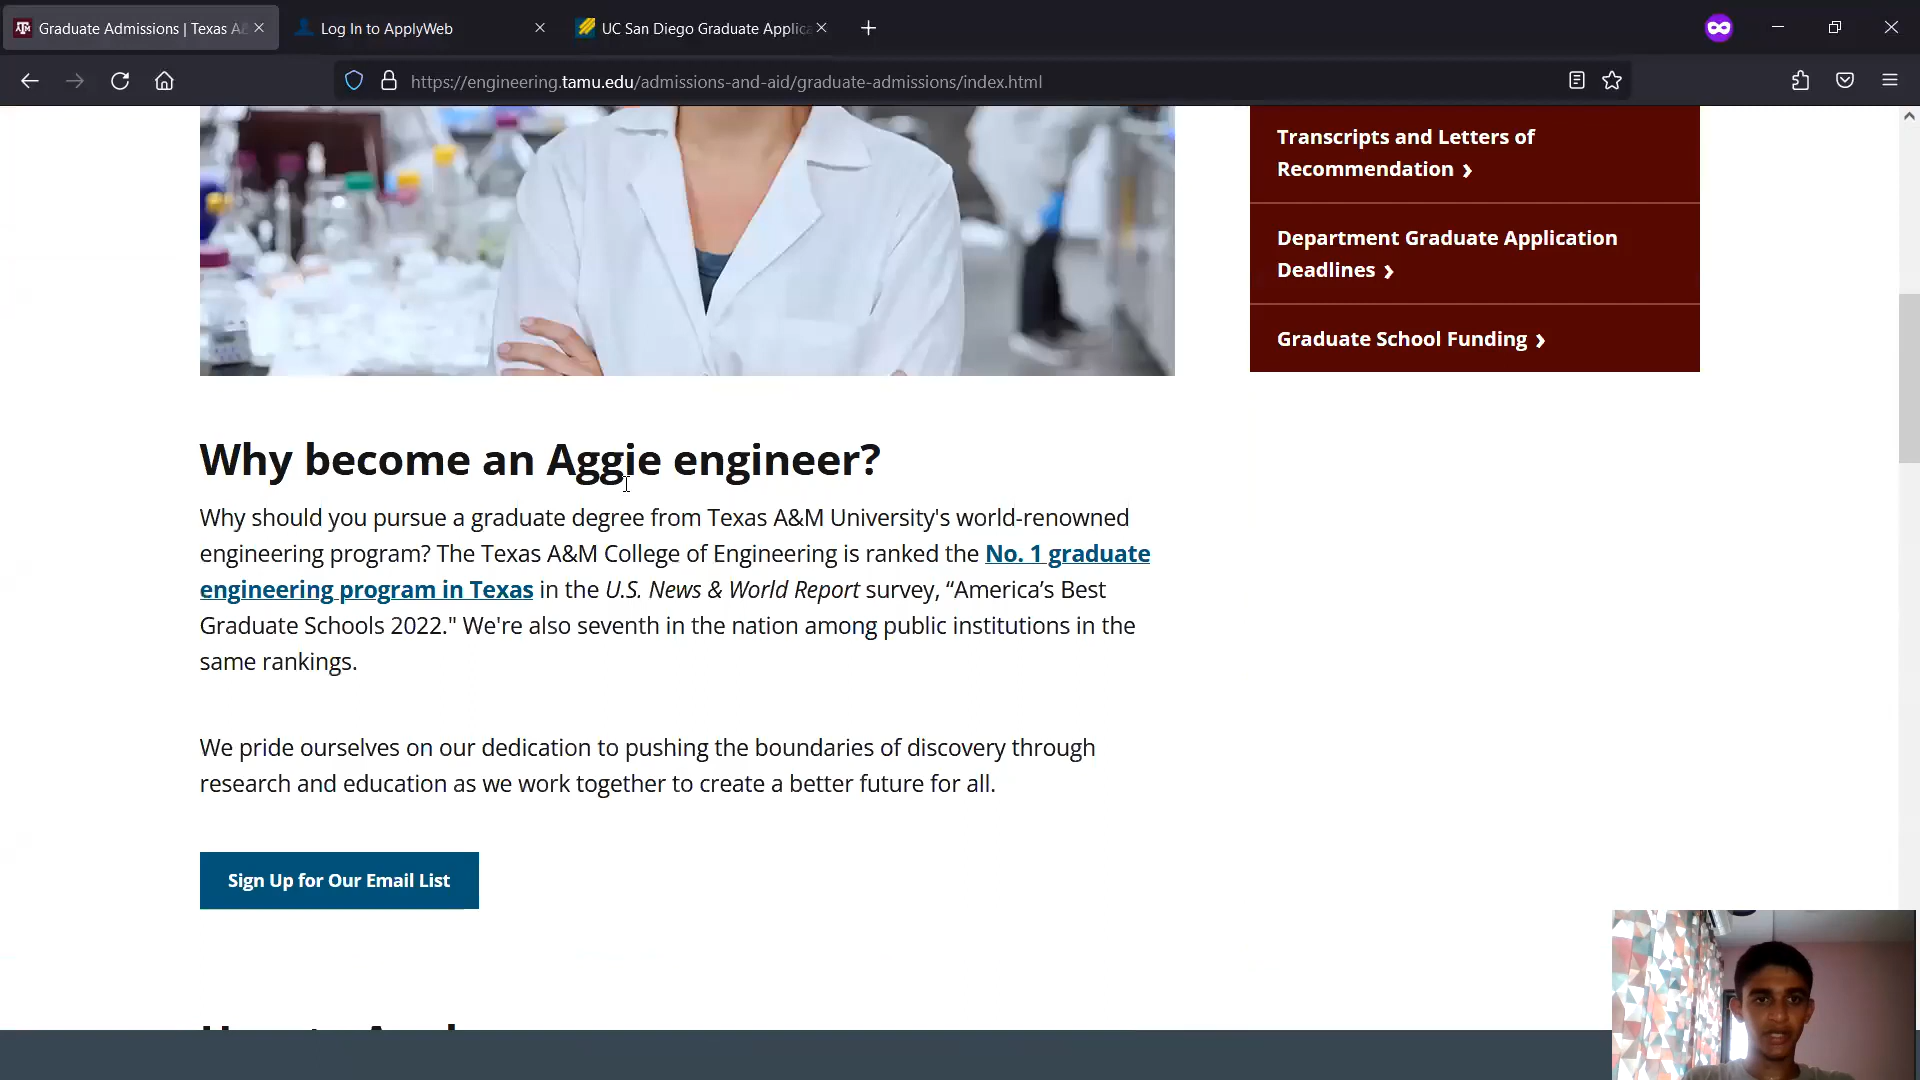 Graduate Admissions | Texas A&
Log In to ApplyWeb
UC San Diego Graduate Applica
https://engineering.tamu.edu/admissions-and-aid/graduate-admissions/index.html
Transcripts and Letters of
Recommendation
Department Graduate Application
Deadlines
Graduate School Funding
Why become an Aggie engineer?
Why should you pursue a graduate degree from Texas A&M University's world-renowned
engineering program? The Texas A&M College of Engineering is ranked the No. 1 graduate
engineering program in Texas in the U.S. News & World Report survey, “America’s Best
Graduate Schools 2022." We're also seventh in the nation among public institutions in the
same rankings.
We pride ourselves on our dedication to pushing the boundaries of discovery through
research and education as we work together to create a better future for all.
Sign Up for Our Email List